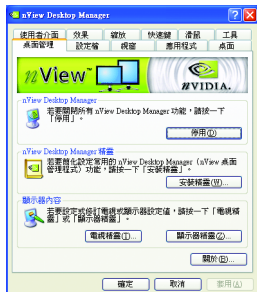 nView Desktop Manager
使用者介面 效果 縮放 快速鍵 滑鼠 工具
桌面管理 設定檔 視窗 應用程式 桌面
nView™
NVIDIA.
nView Desktop Manager
若要關閉所有 nView Desktop Manager 功能，請按一下
「停用」。
停用(D)
nView Desktop Manager 精靈
若要簡化設定常用的 nView Desktop Manager (nView 桌面
管理程式) 功能，請按一下「安裝精靈」。
安裝精靈(W)...
顯示器內容
若要設定或修訂電視或顯示器設定值，請按一下「電視精
靈」或「顯示器精靈」。
電視精靈(T)...
顯示器精靈(Z)...
關於(B)...
確定 取消 套用(A)